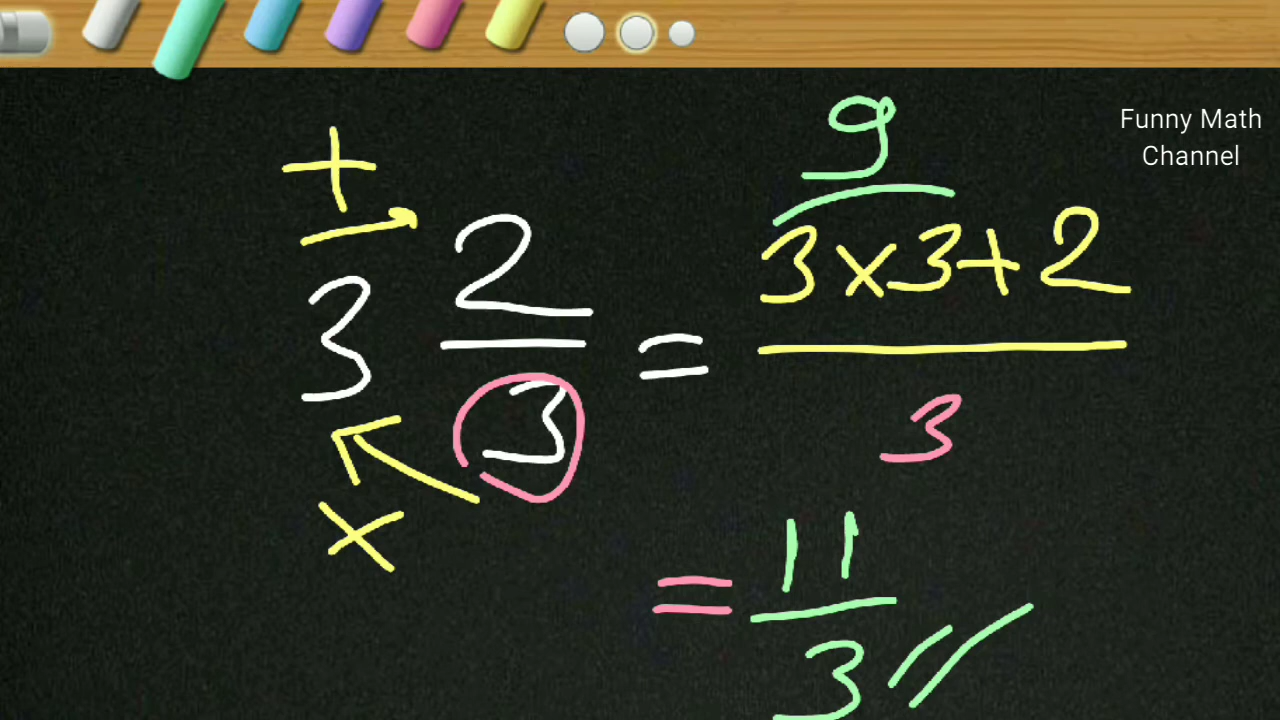 Funny Math
Channel
9
+
3 2/3 = (3x3+2)/3
x
= 11/3